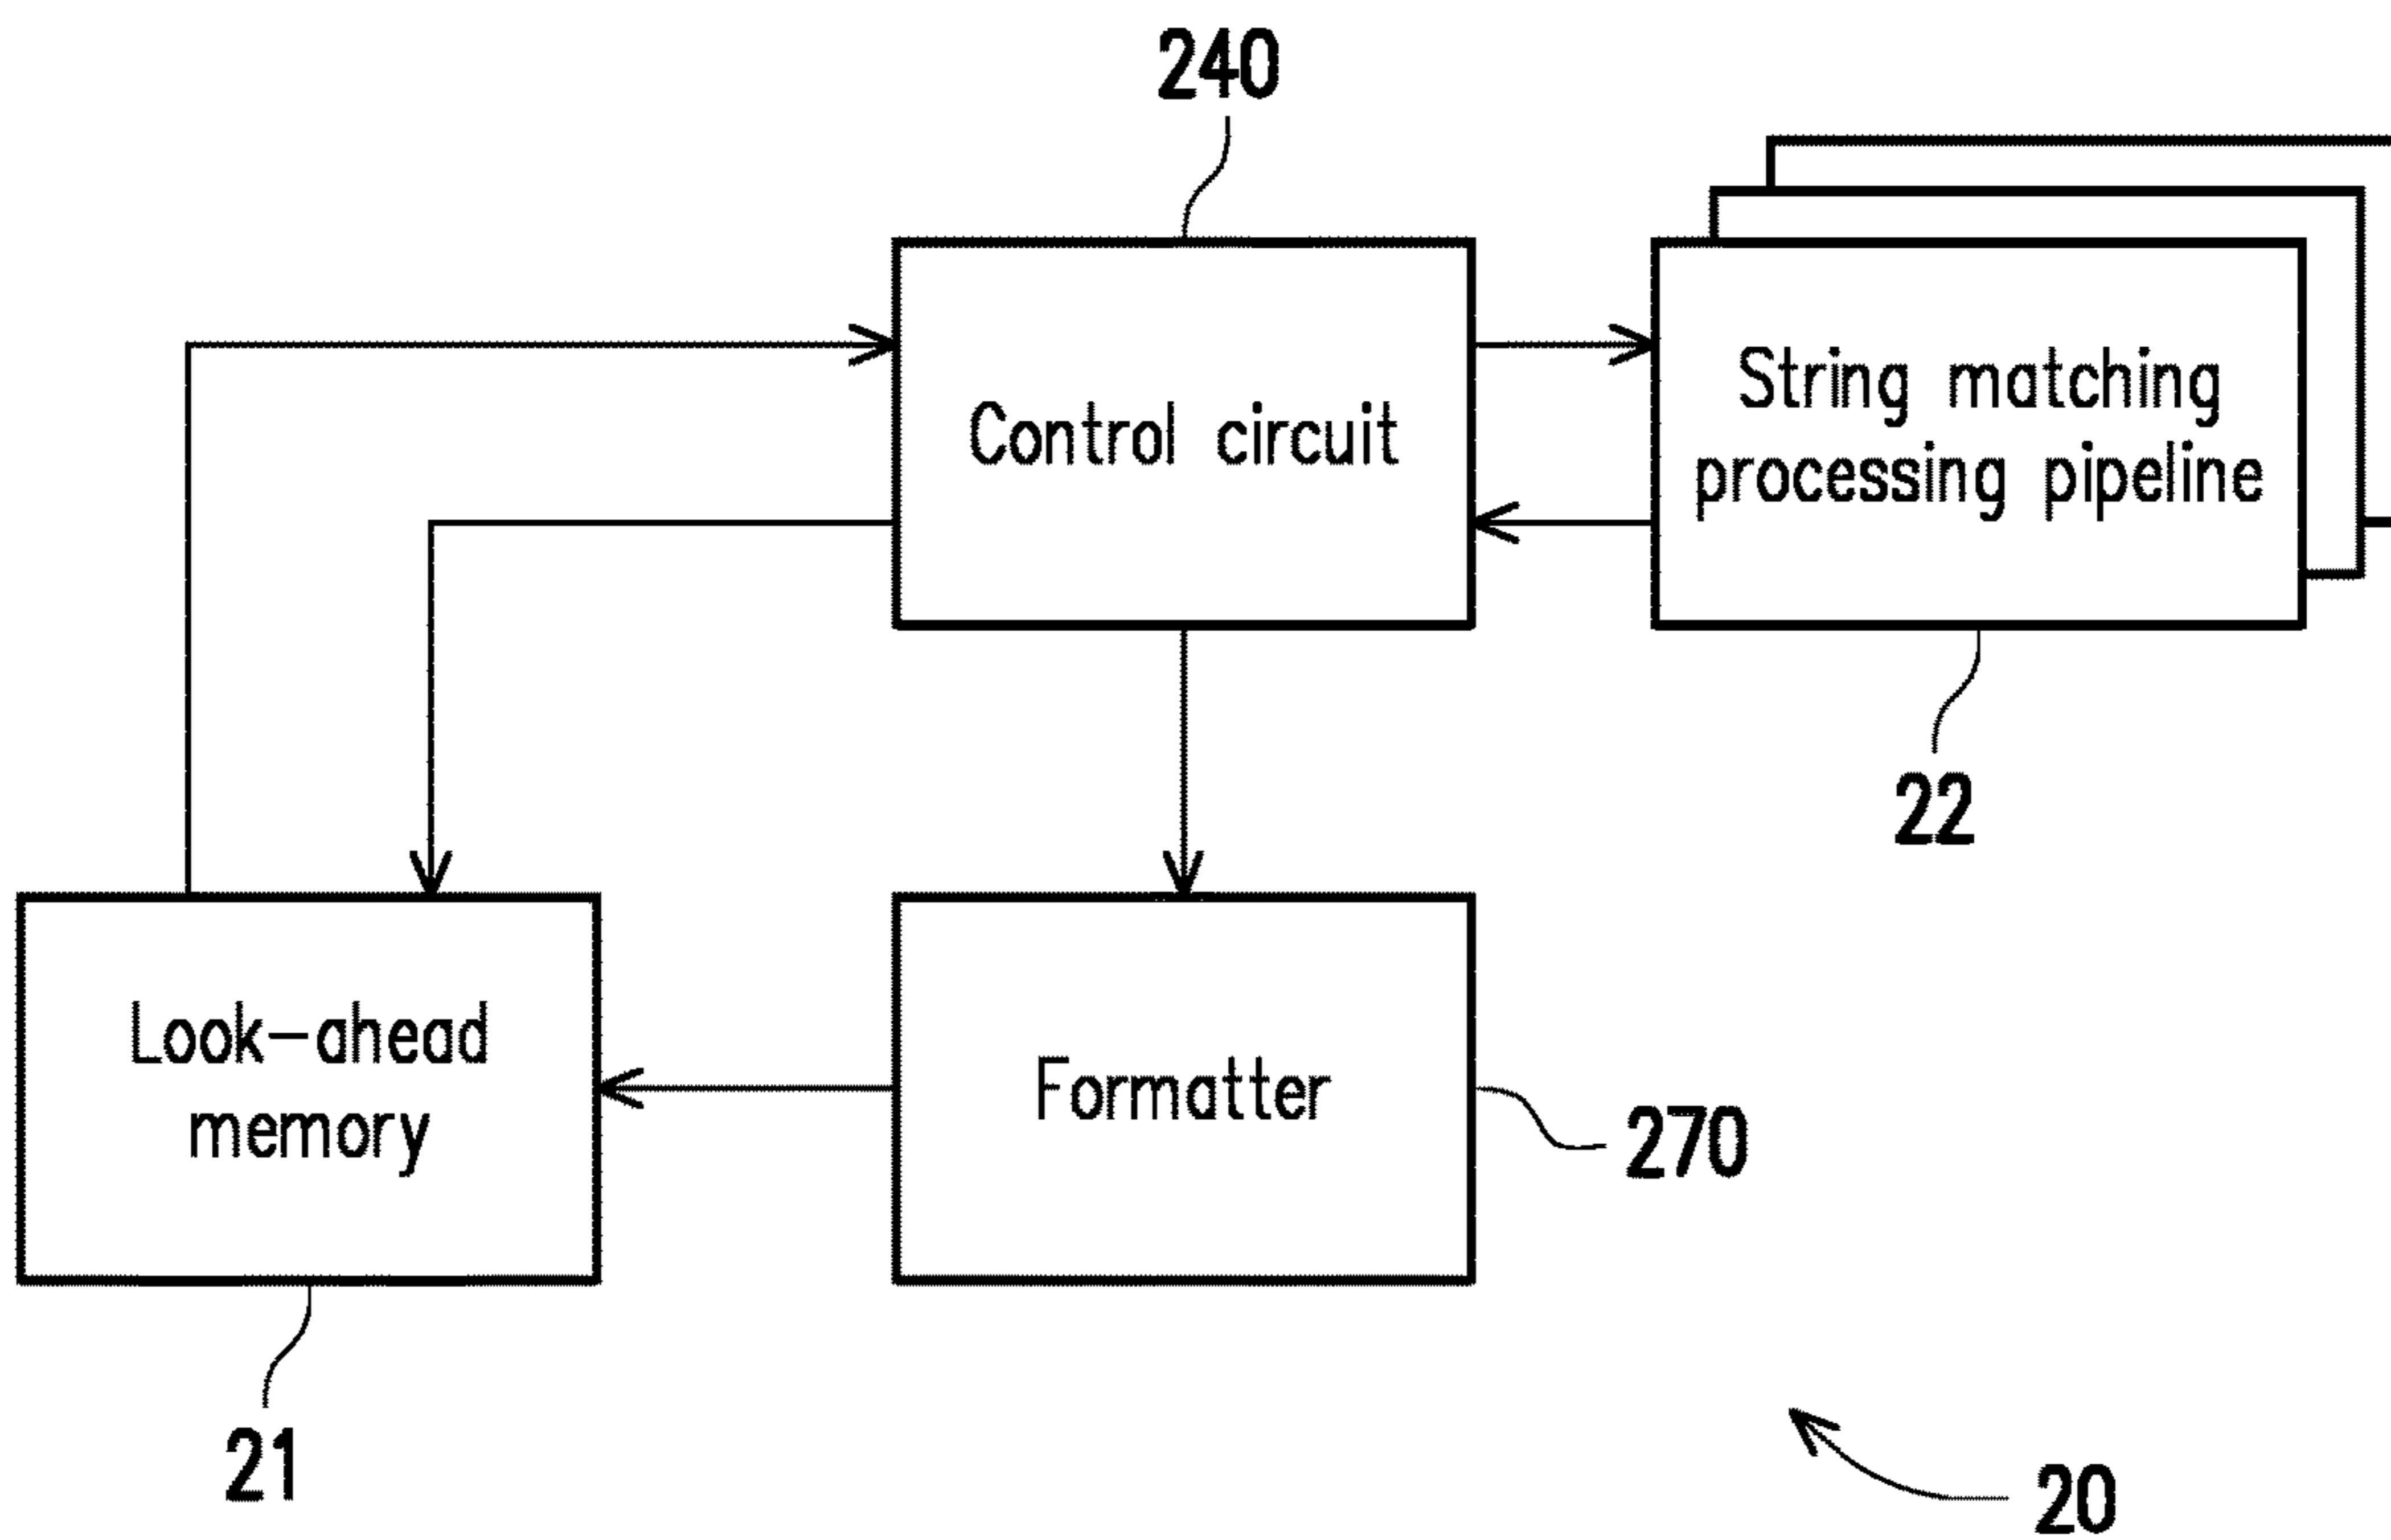 240
Control circuit
String matching
processing pipeline
22
Look-ahead
memory
Formatter
270
21
20